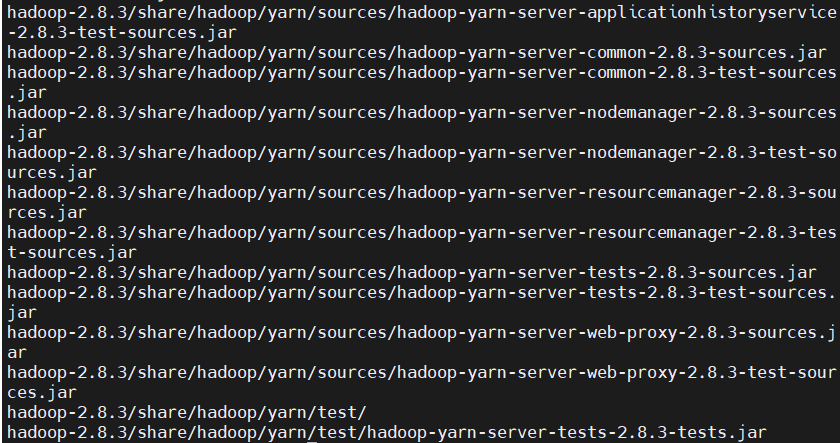 hadoop-2.8.3/share/hadoop/yarn/sources/hadoop-yarn-server-applicationhistoryservice
-2.8.3-test-sources.jar
hadoop-2.8.3/share/hadoop/yarn/sources/hadoop-yarn-server-common-2.8.3-sources.jar
hadoop-2.8.3/share/hadoop/yarn/sources/hadoop-yarn-server-common-2.8.3-test-sources
.jar
hadoop-2.8.3/share/hadoop/yarn/sources/hadoop-yarn-server-nodemanager-2.8.3-sources
.jar
hadoop-2.8.3/share/hadoop/yarn/sources/hadoop-yarn-server-nodemanager-2.8.3-test-so
urces.jar
hadoop-2.8.3/share/hadoop/yarn/sources/hadoop-yarn-server-resourcemanager-2.8.3-sou
rces.jar
hadoop-2.8.3/share/hadoop/yarn/sources/hadoop-yarn-server-resourcemanager-2.8.3-tes
t-sources.jar
hadoop-2.8.3/share/hadoop/yarn/sources/hadoop-yarn-server-tests-2.8.3-sources.jar
hadoop-2.8.3/share/hadoop/yarn/sources/hadoop-yarn-server-tests-2.8.3-test-sources.
jar
hadoop-2.8.3/share/hadoop/yarn/sources/hadoop-yarn-server-web-proxy-2.8.3-sources.j
ar
hadoop-2.8.3/share/hadoop/yarn/sources/hadoop-yarn-server-web-proxy-2.8.3-test-sour
ces.jar
hadoop-2.8.3/share/hadoop/yarn/test/
hadoop-2.8.3/share/hadoop/yarn/test/hadoop-yarn-server-tests-2.8.3-tests.jar